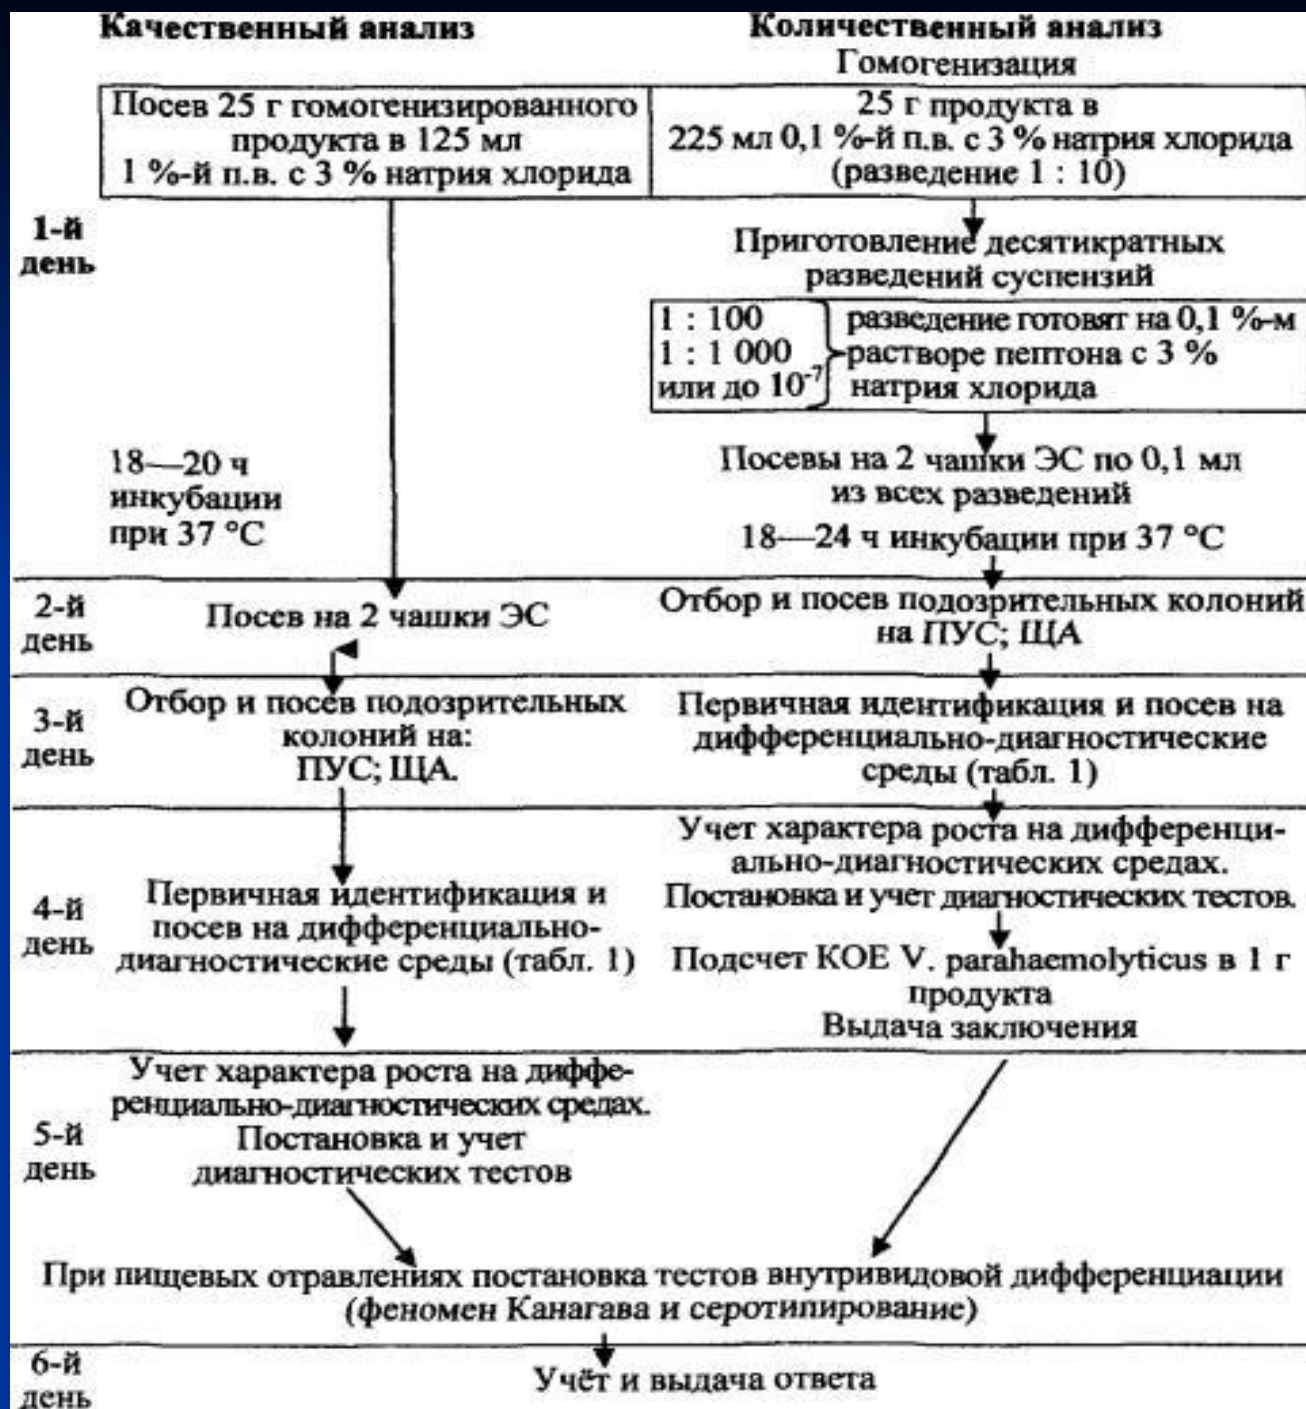 Качественный анализ
Количественный анализ
Гомогенизация
Посев 25 г гомогенизированного
продукта в 125 мл
1 %-й п.в. с 3 % натрия хлорида
25 г продукта в
225 мл 0,1 %-й п.в. с 3 % натрия хлорида
(разведение 1 : 10)
1-й
день
Приготовление десятикратных
разведений суспензий
1 : 100
1 : 1 000
или до 10⁻⁷
разведение готовят на 0,1 %-м
растворе пептона с 3 %
натрия хлорида
18—20 ч
инкубации
при 37 °C
Посевы на 2 чашки ЭС по 0,1 мл
из всех разведений
18—24 ч инкубации при 37 °C
2-й
день
Посев на 2 чашки ЭС
Отбор и посев подозрительных колоний
на ПУС; ЩА
3-й
день
Отбор и посев подозрительных
колоний на:
ПУС; ЩА.
Первичная идентификация и посев на
дифференциально-диагностические
среды (табл. 1)
4-й
день
Первичная идентификация и
посев на дифференциально-
диагностические среды (табл. 1)
Учет характера роста на дифференци-
ально-диагностических средах.
Постановка и учет диагностических тестов.
Подсчет КОЕ V. parahaemolyticus в 1 г
продукта
Выдача заключения
5-й
день
Учет характера роста на диффе-
ренциально-диагностических средах.
Постановка и учет
диагностических тестов
При пищевых отравлениях постановка тестов внутривидовой дифференциации
(феномен Канагава и серотипирование)
6-й
день
Учёт и выдача ответа